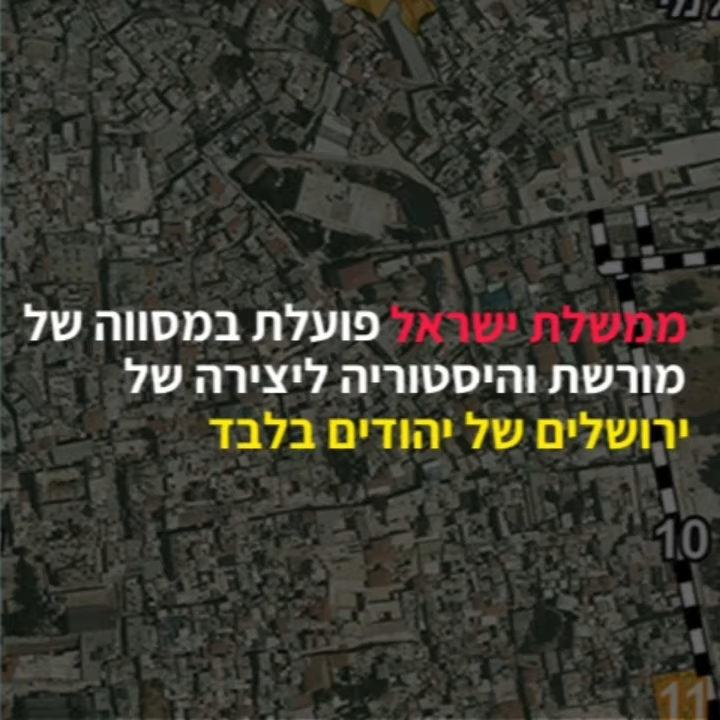 ממשלת ישראל פועלת במסווה של
מורשת והיסטוריה ליצירה של
ירושלים של יהודים בלבד
10
11